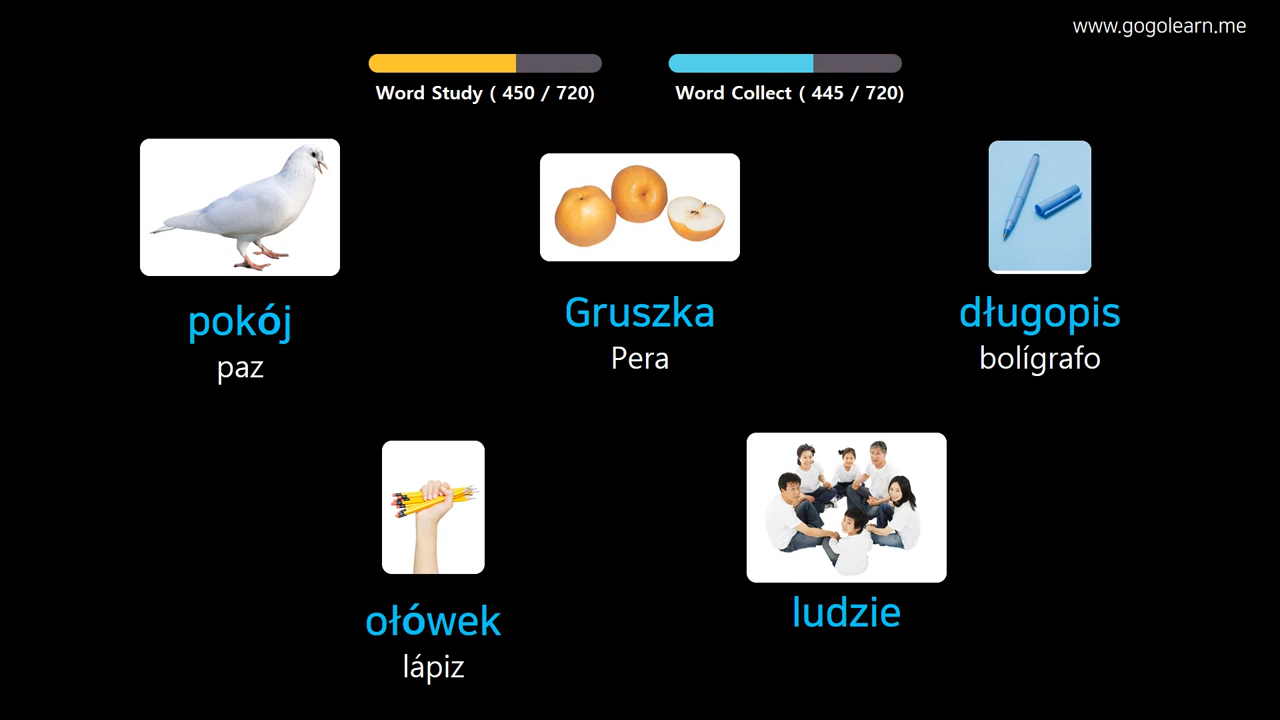 www.gogolearn.me
Word Study ( 450 / 720)
Word Collect ( 445 / 720)
pokój
paz
Gruszka
Pera
długopis
bolígrafo
ołówek
lápiz
ludzie